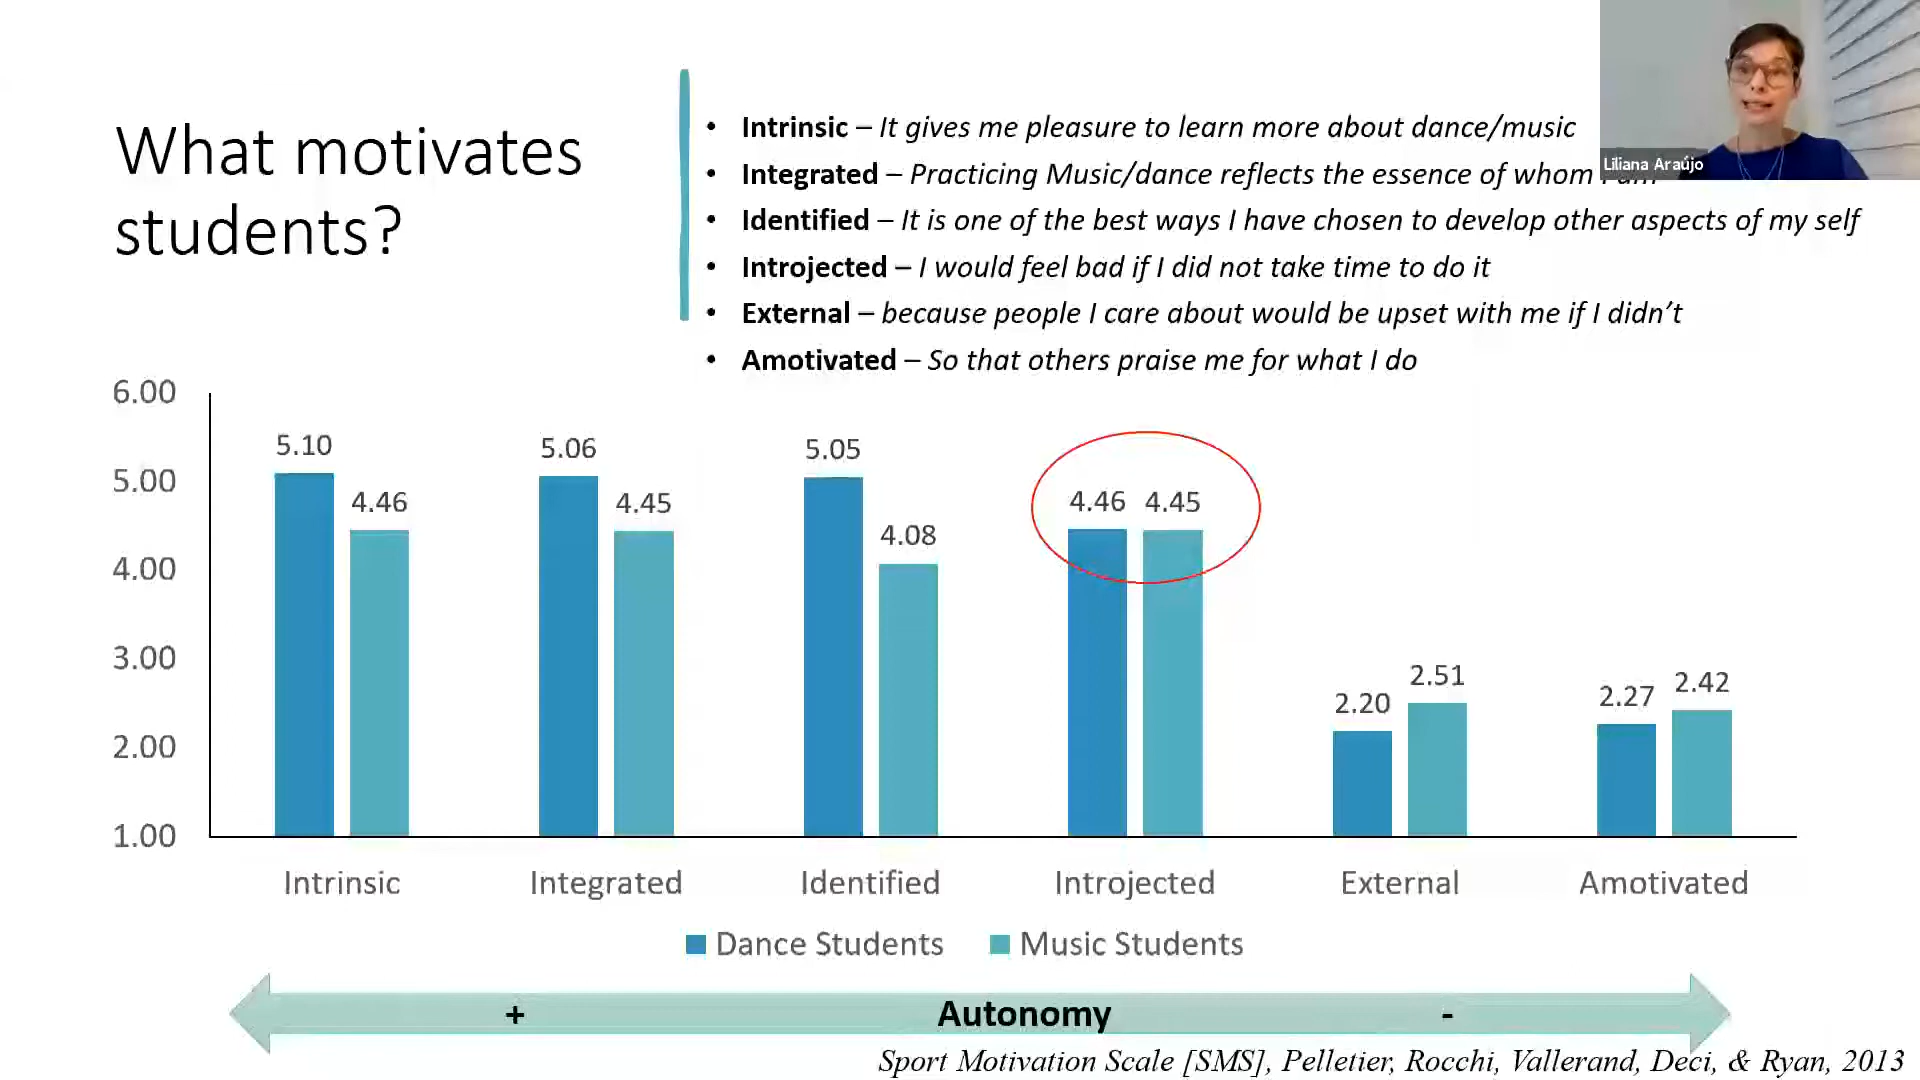 What motivates
students?
• Intrinsic – It gives me pleasure to learn more about dance/music
• Integrated – Practicing Music/dance reflects the essence of whom I am
• Identified – It is one of the best ways I have chosen to develop other aspects of my self
• Introjected – I would feel bad if I did not take time to do it
• External – because people I care about would be upset with me if I didn't
• Amotivated – So that others praise me for what I do
Liliana Araújo
6.00
5.00
4.00
3.00
2.00
1.00
5.10 4.46
5.06 4.45
5.05 4.08
4.46 4.45
2.20 2.51
2.27 2.42
Intrinsic Integrated Identified Introjected External Amotivated
Dance Students Music Students
+ Autonomy -
Sport Motivation Scale [SMS], Pelletier, Rocchi, Vallerand, Deci, & Ryan, 2013